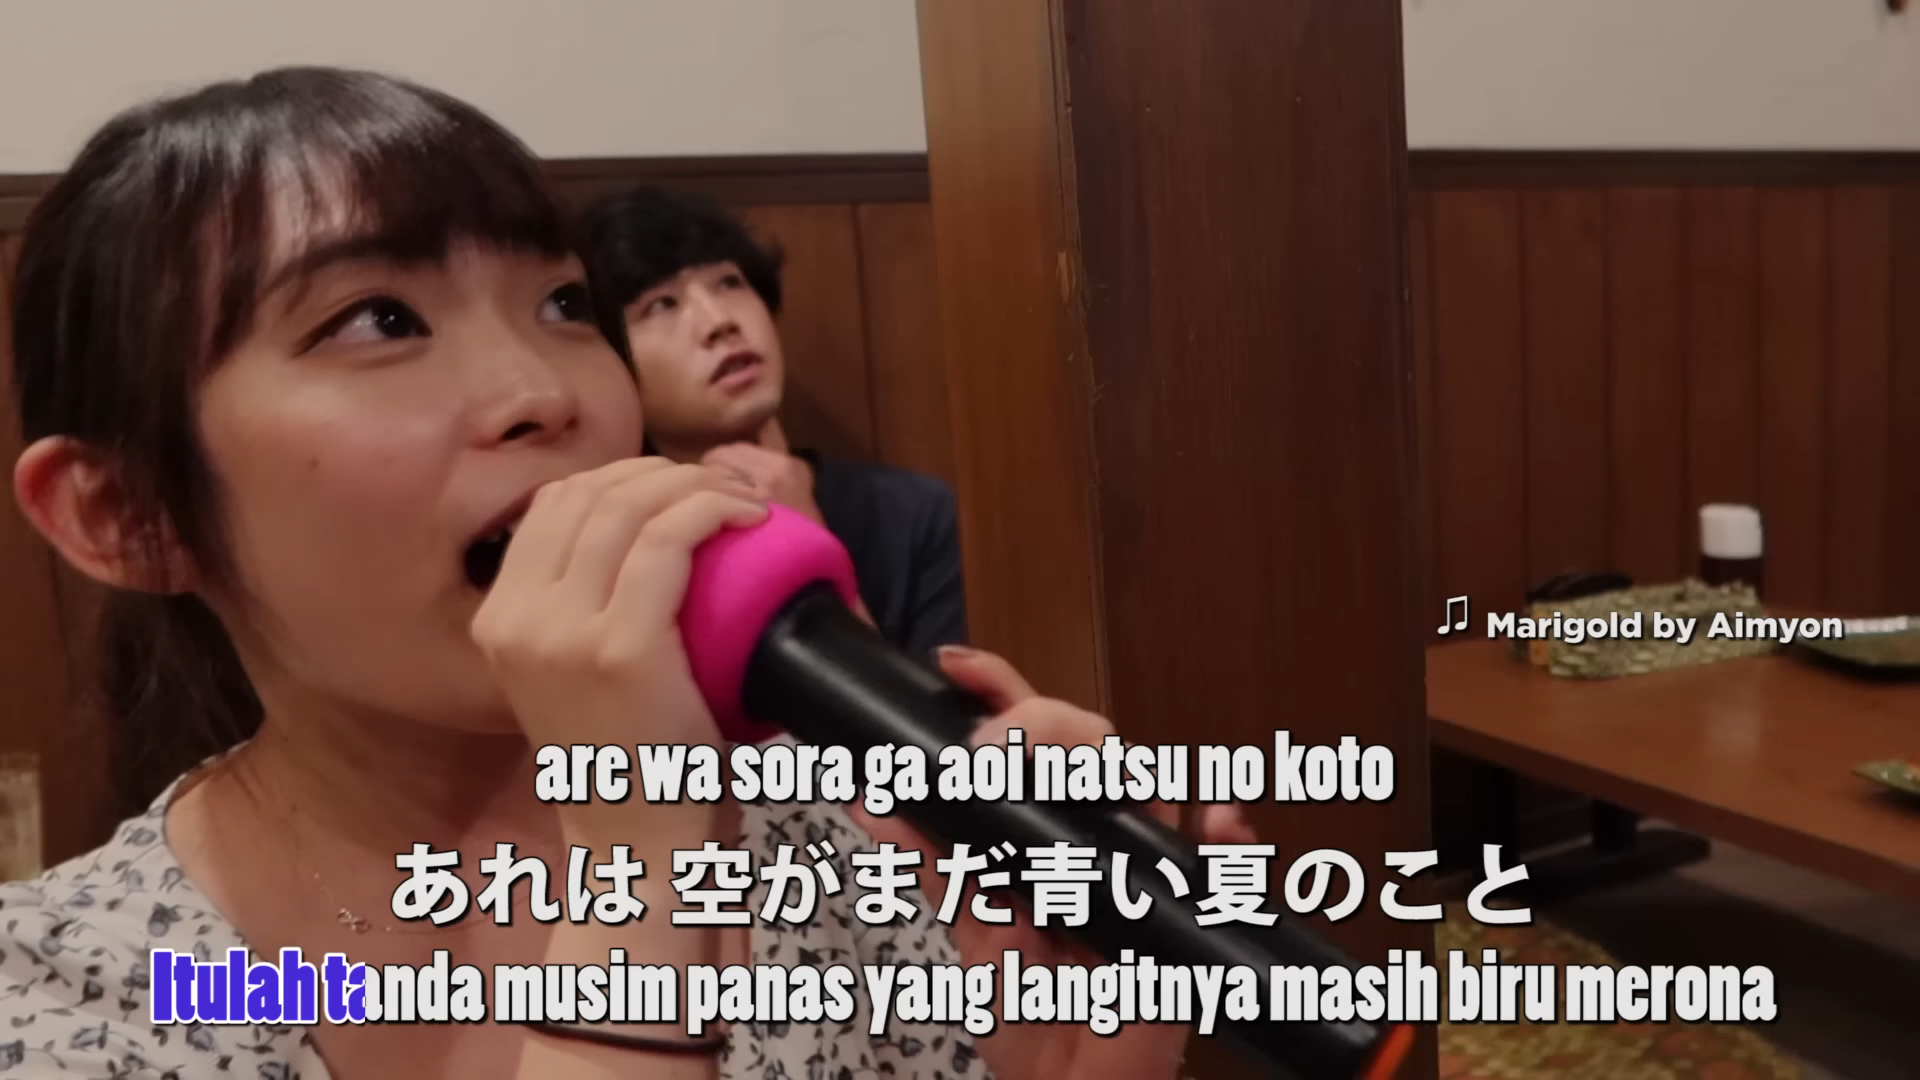 ♫ Marigold by Aimyon
are wa sora ga aoi natsu no koto
あれは 空がまだ青い夏のこと
Itulah tanda musim panas yang langitnya masih biru merona